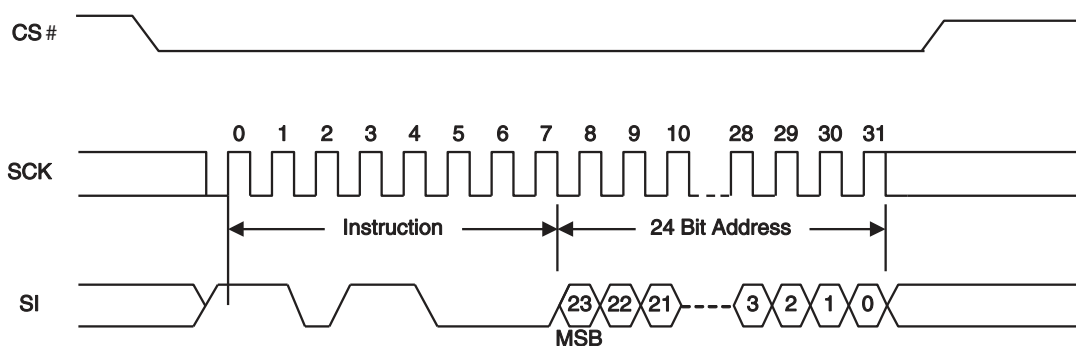 CS #
0 1 2 3 4 5 6 7 8 9 10 28 29 30 31
SCK
Instruction 24 Bit Address
SI 23 22 21 3 2 1 0
MSB